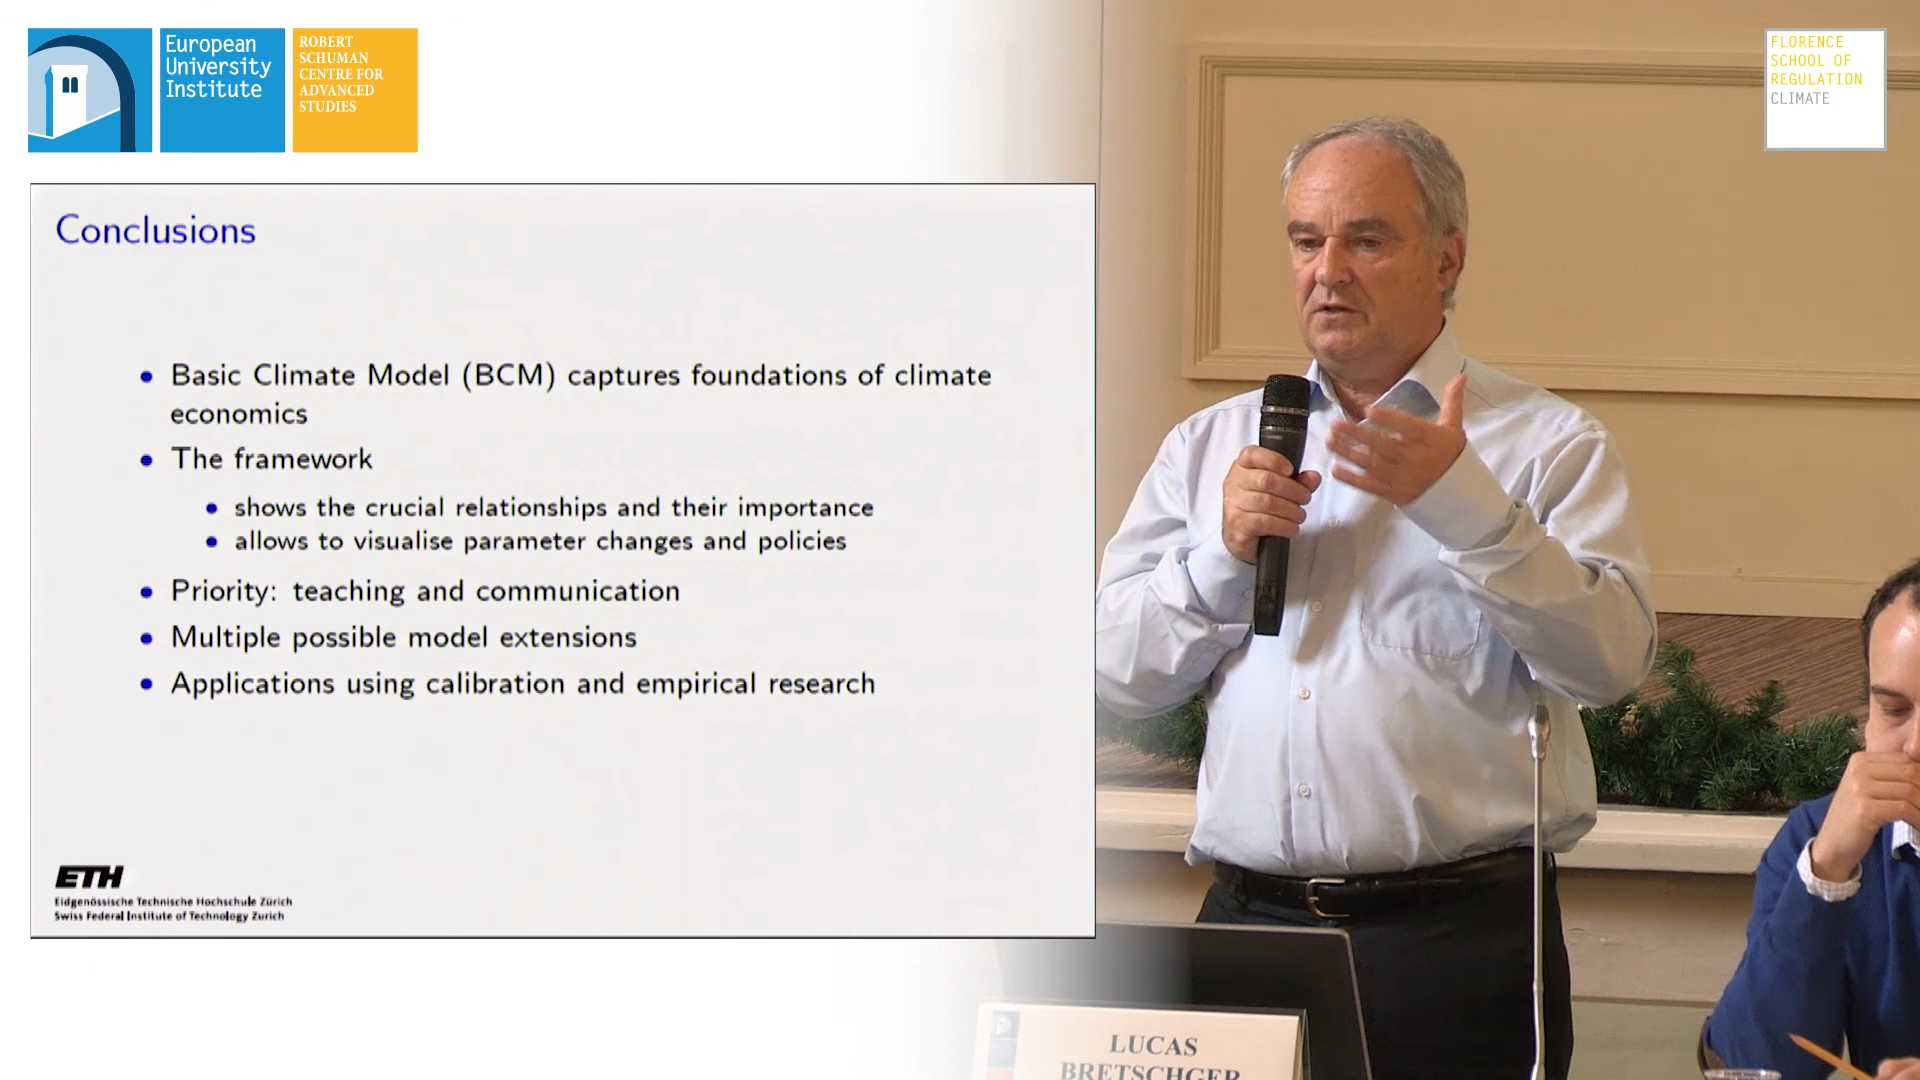 European
University
Institute
ROBERT
SCHUMAN
CENTRE FOR
ADVANCED
STUDIES
FLORENCE
SCHOOL OF
REGULATION
CLIMATE
Conclusions
• Basic Climate Model (BCM) captures foundations of climate
economics
• The framework
• shows the crucial relationships and their importance
• allows to visualise parameter changes and policies
• Priority: teaching and communication
• Multiple possible model extensions
• Applications using calibration and empirical research
ETH
Eidgenössische Technische Hochschule Zürich
Swiss Federal Institute of Technology Zurich
LUCAS
BRETSCHGER